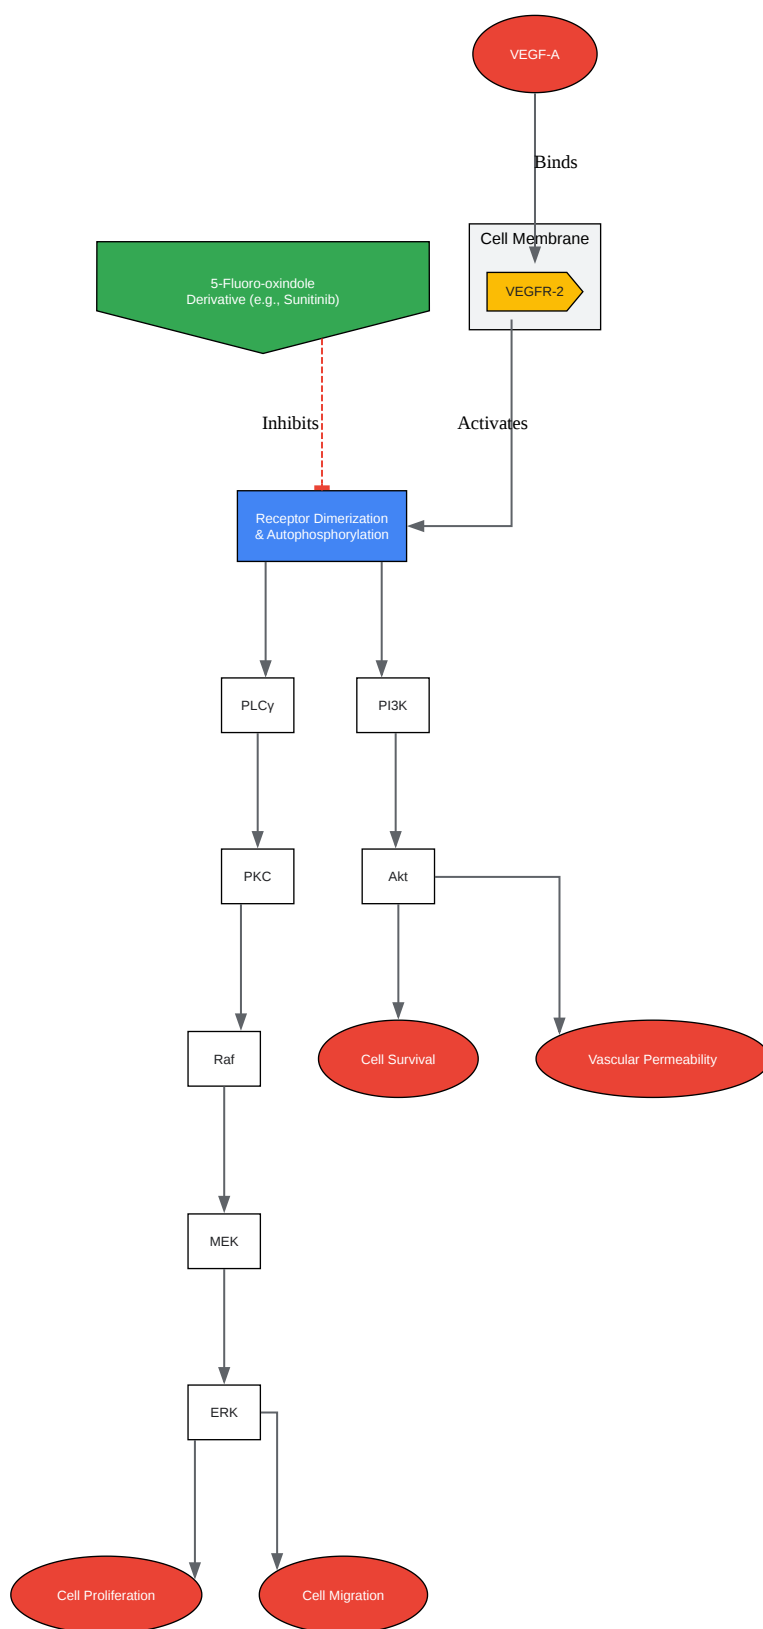 VEGF-A
Binds
Cell Membrane
VEGFR-2
5-Fluoro-oxindole
Derivative (e.g., Sunitinib)
Inhibits
Activates
Receptor Dimerization
& Autophosphorylation
PLCγ
PI3K
PKC
Akt
Raf
Cell Survival
Vascular Permeability
MEK
ERK
Cell Proliferation
Cell Migration